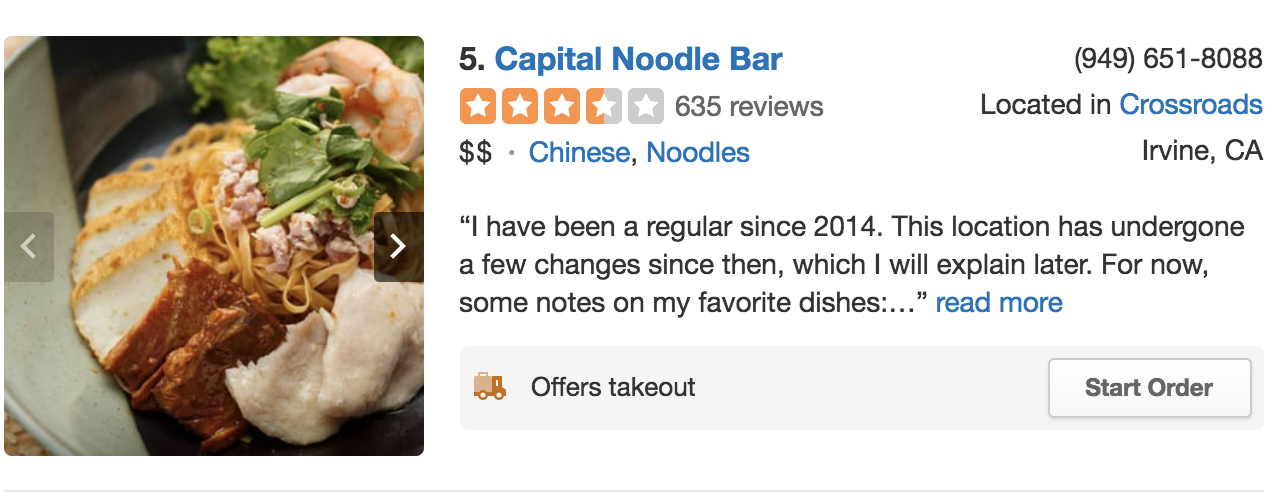 5. Capital Noodle Bar
(949) 651-8088
635 reviews
Located in Crossroads
$$ · Chinese, Noodles
Irvine, CA
“I have been a regular since 2014. This location has undergone
a few changes since then, which I will explain later. For now,
some notes on my favorite dishes:…” read more
Offers takeout
Start Order